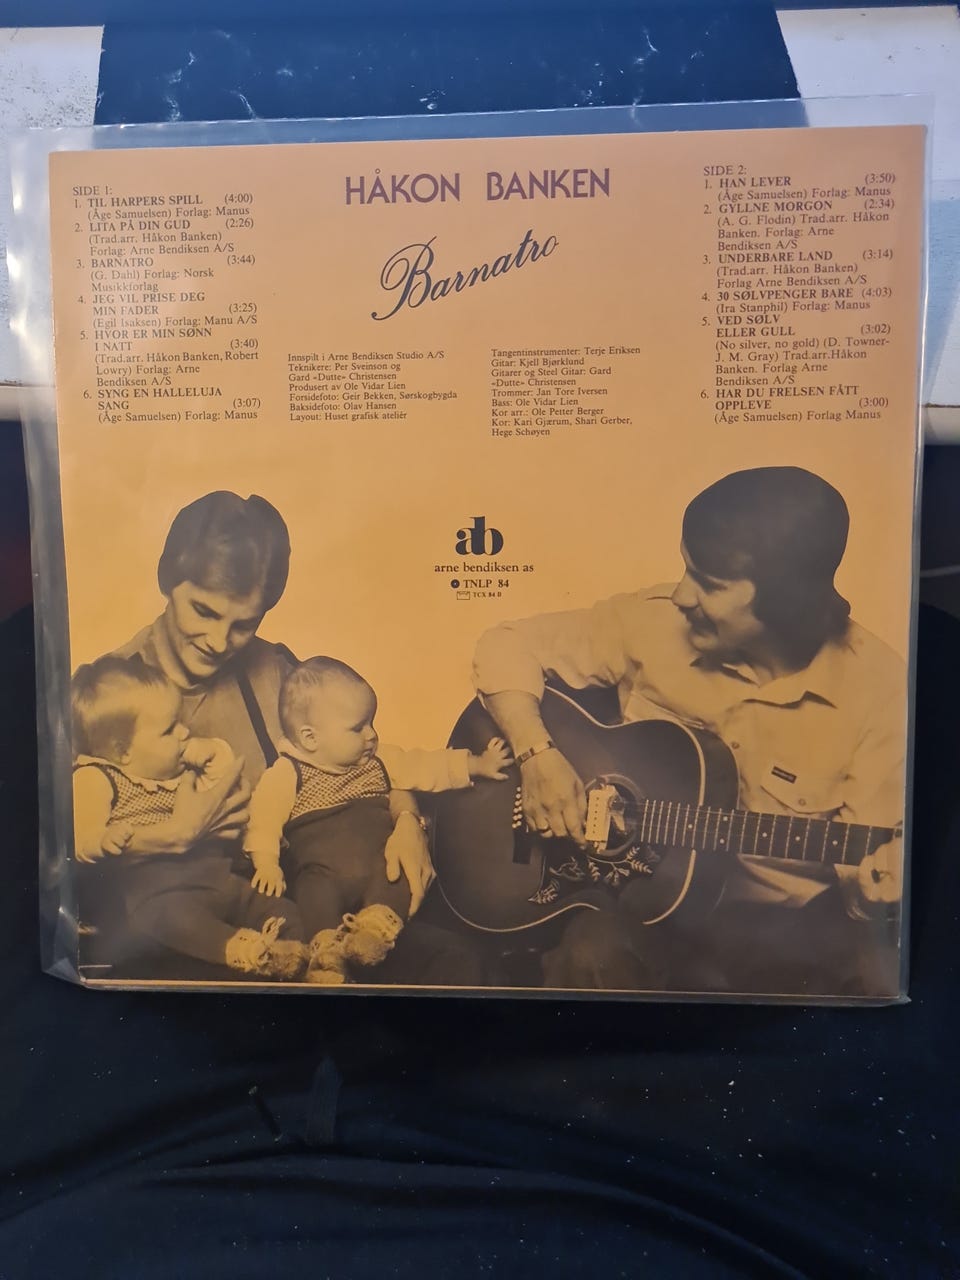 HÅKON BANKEN
Barnatro
SIDE 1:
1. TIL HARPERS SPILL (4:00)
(Åge Samuelsen) Forlag: Manus
2. LITA PÅ DIN GUD (2:26)
(Trad.arr. Håkon Banken)
Forlag: Arne Bendiksen A/S
3. BARNATRO (3:44)
(G. Dahl) Forlag: Norsk
Musikkforlag
4. JEG VIL PRISE DEG
MIN FADER (3:25)
(Egil Isaksen) Forlag: Manu A/S
5. HVOR ER MIN SØNN
I NATT (3:40)
(Trad.arr. Håkon Banken, Robert
Lowry) Forlag: Arne
Bendiksen A/S
6. SYNG EN HALLELUJA
SANG (3:07)
(Åge Samuelsen) Forlag: Manus
Innspilt i Arne Bendiksen Studio A/S
Teknikere: Per Sveinson og
Gard «Dutte» Christensen
Produsert av Ole Vidar Lien
Forsidefoto: Geir Bekken, Sørskogbygda
Baksidefoto: Olav Hansen
Layout: Huset grafisk ateliér
Tangentinstrumenter: Terje Eriksen
Gitar: Kjell Bjørklund
Gitarer og Steel Gitar: Gard
«Dutte» Christensen
Trommer: Jan Tore Iversen
Bass: Ole Vidar Lien
Kor arr.: Ole Petter Berger
Kor: Kari Gjærum, Shari Gerber,
Hege Schøyen
SIDE 2:
1. HAN LEVER (3:50)
(Åge Samuelsen) Forlag: Manus
2. GYLLNE MORGON (2:34)
(A. G. Flodin) Trad.arr. Håkon
Banken. Forlag: Arne
Bendiksen A/S
3. UNDERBARE LAND (3:14)
(Trad.arr. Håkon Banken)
Forlag Arne Bendiksen A/S
4. 30 SØLVPENGER BARE (4:03)
(Ira Stanphil) Forlag: Manus
5. VED SØLV
ELLER GULL (3:02)
(No silver, no gold) (D. Towner-
J. M. Gray) Trad.arr.Håkon
Banken. Forlag Arne
Bendiksen A/S
6. HAR DU FRELSEN FÅTT
OPPLEVE (3:00)
(Åge Samuelsen) Forlag Manus
ab
arne bendiksen as
TNLP 84
TCX 84 D